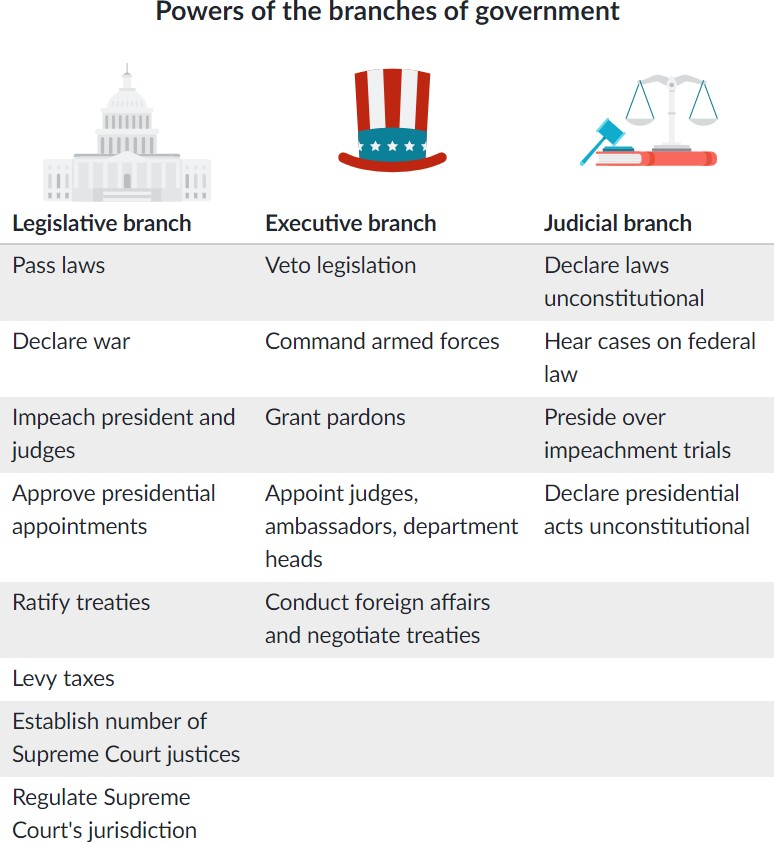 Powers of the branches of government
Legislative branch
Executive branch
Judicial branch
Pass laws
Veto legislation
Declare laws
unconstitutional
Declare war
Command armed forces
Hear cases on federal
law
Impeach president and
judges
Grant pardons
Preside over
impeachment trials
Approve presidential
appointments
Appoint judges,
ambassadors, department
heads
Declare presidential
acts unconstitutional
Ratify treaties
Conduct foreign affairs
and negotiate treaties
Levy taxes
Establish number of
Supreme Court justices
Regulate Supreme
Court's jurisdiction